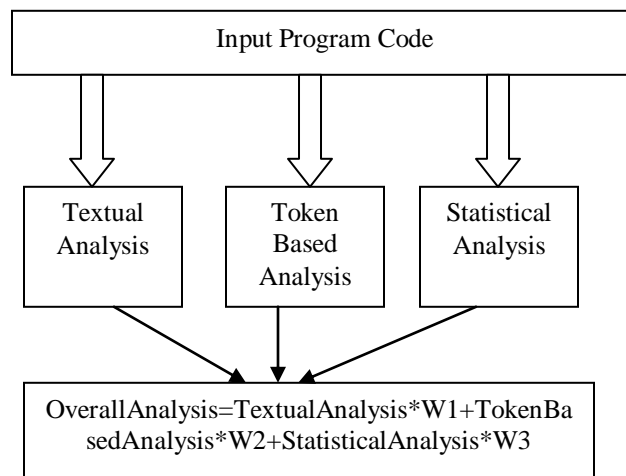 Input Program Code
Textual
Analysis
Token
Based
Analysis
Statistical
Analysis
OverallAnalysis=TextualAnalysis*W1+TokenBa
sedAnalysis*W2+StatisticalAnalysis*W3